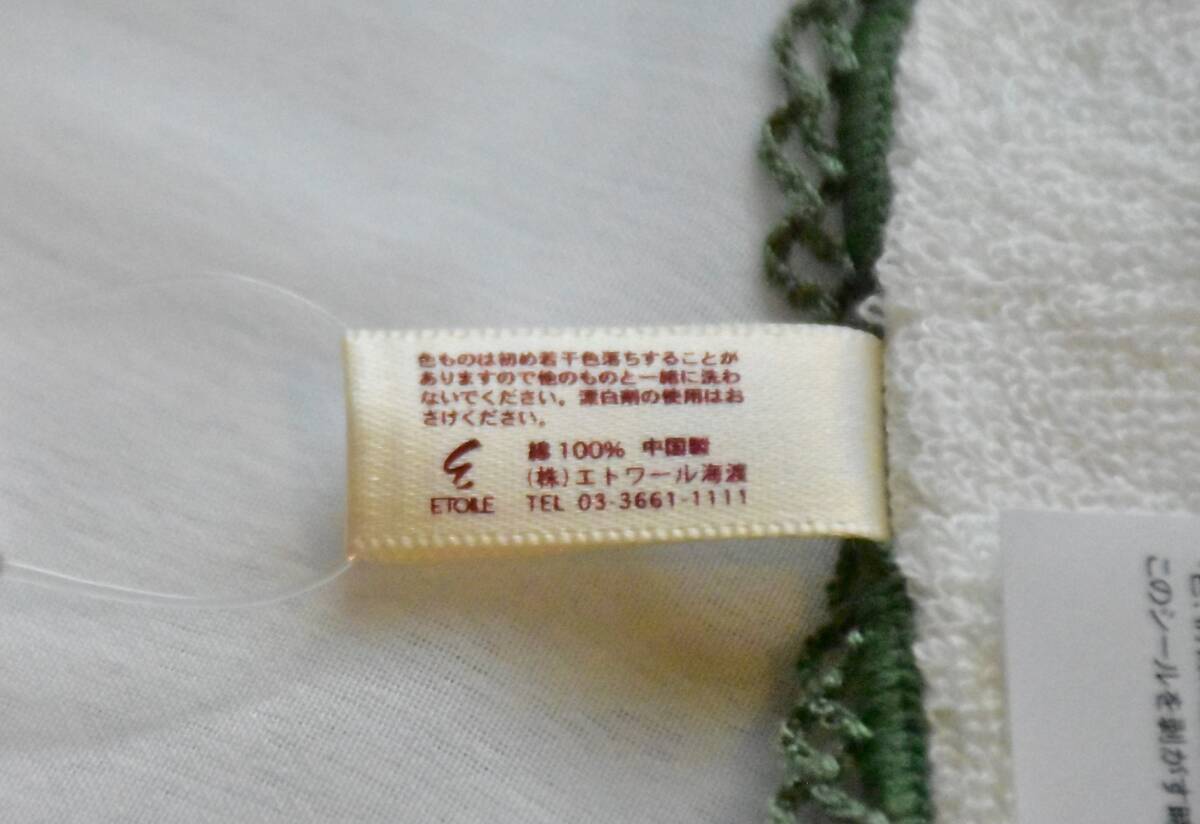 色ものは初め若干色落ちすることが
ありますので他のものと一緒に洗わ
ないでください。漂白剤の使用はお
さけください。
綿 100% 中国製
(株)エトワール海渡
ETOILE TEL 03-3661-1111
このシールを剥がす